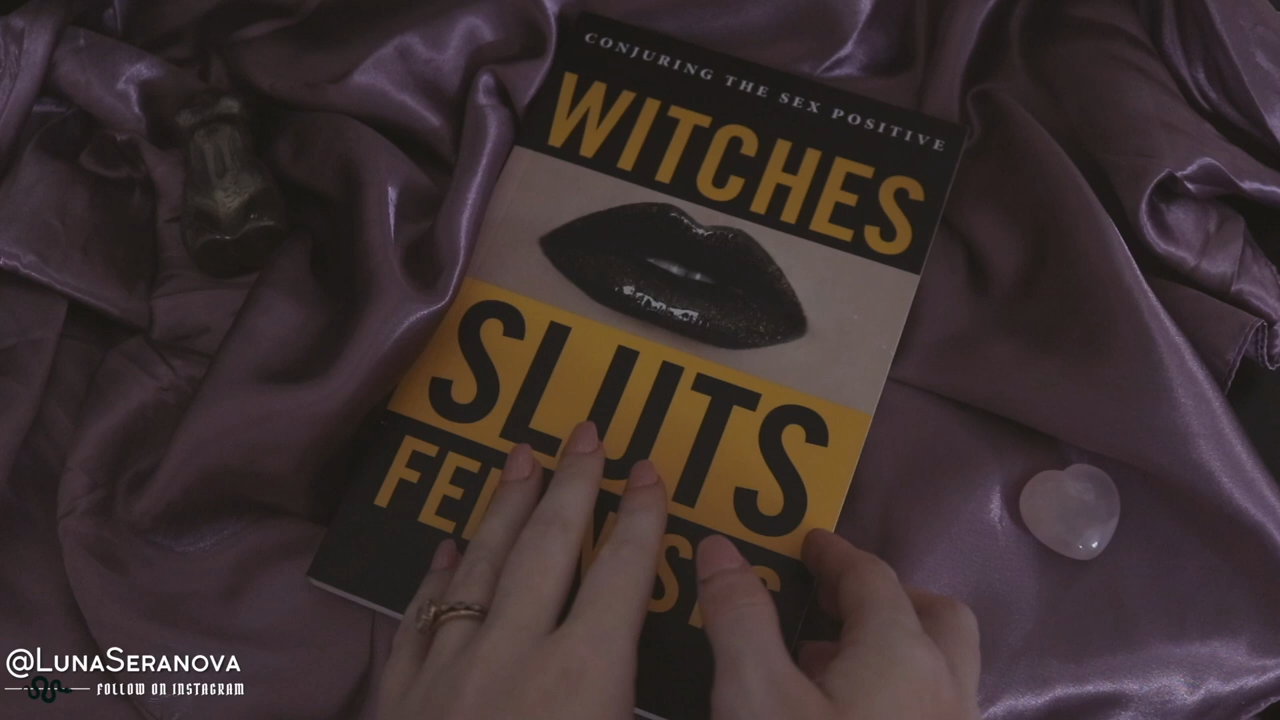 CONJURING THE SEX POSITIVE
WITCHES
SLUTS
@LUNASERANOVA
FOLLOW ON INSTAGRAM